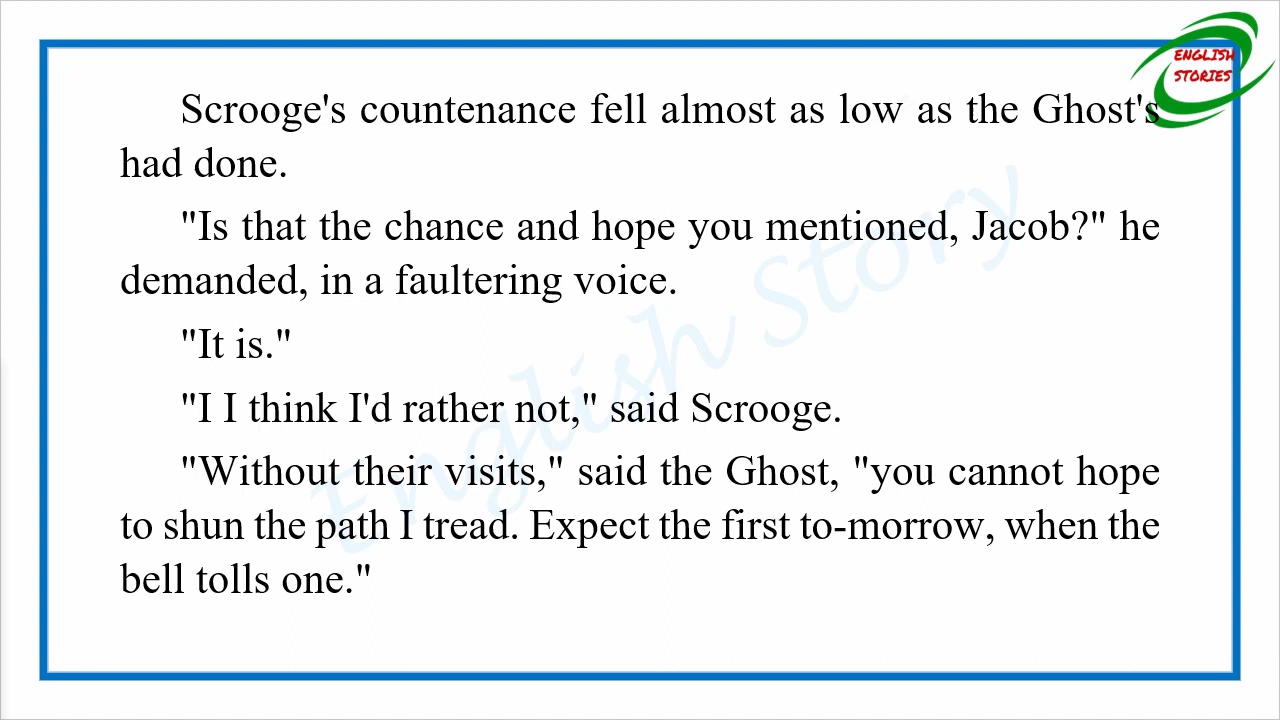 ENGLISH
STORIES
Scrooge's countenance fell almost as low as the Ghost's
had done.
"Is that the chance and hope you mentioned, Jacob?" he
demanded, in a faultering voice.
"It is."
"I I think I'd rather not," said Scrooge.
"Without their visits," said the Ghost, "you cannot hope
to shun the path I tread. Expect the first to-morrow, when the
bell tolls one."
English Story